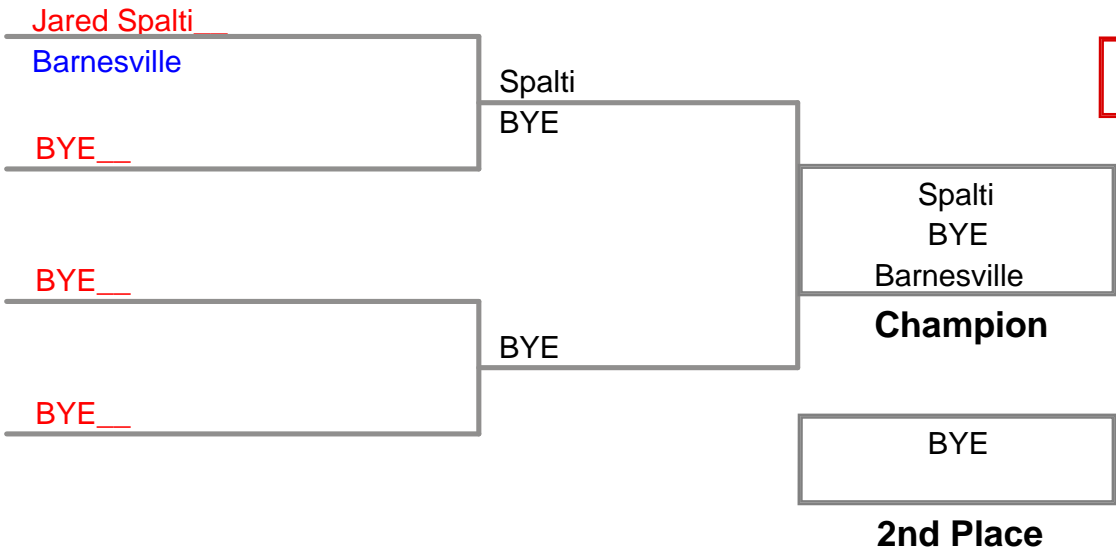 Jared Spalti__
Barnesville
BYE__
BYE__
BYE__
Spalti
BYE
BYE
Spalti
BYE
Barnesville
Champion
BYE
2nd Place